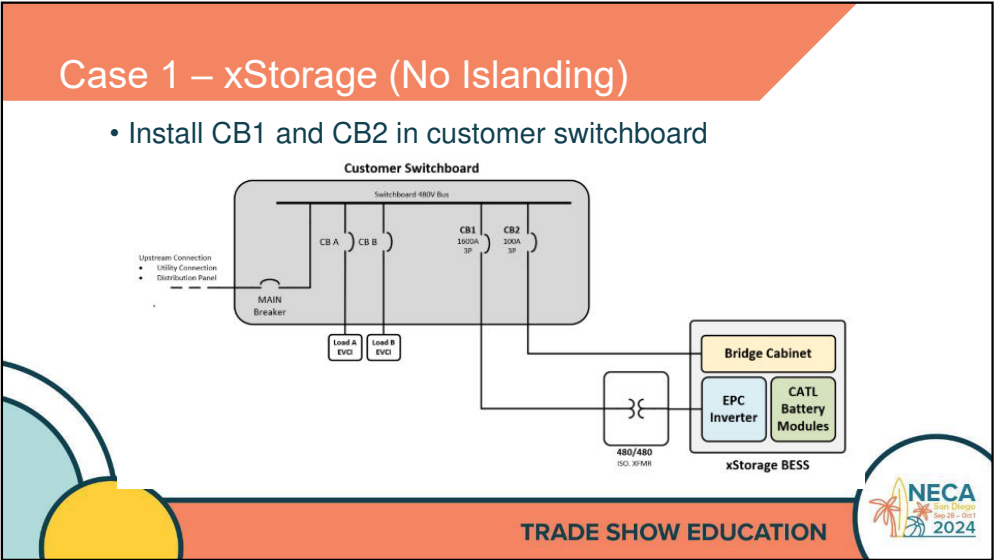 Case 1 – xStorage (No Islanding)
• Install CB1 and CB2 in customer switchboard
Customer Switchboard
Switchboard 480V Bus
CB A
CB B
CB1
1600A
3P
CB2
100A
3P
Upstream Connection
• Utility Connection
• Distribution Panel
MAIN
Breaker
Load A
EVCI
Load B
EVCI
Bridge Cabinet
EPC
Inverter
CATL
Battery
Modules
480/480
ISO. XFMR
xStorage BESS
TRADE SHOW EDUCATION
NECA
San Diego
Sep 28 – Oct 1
2024